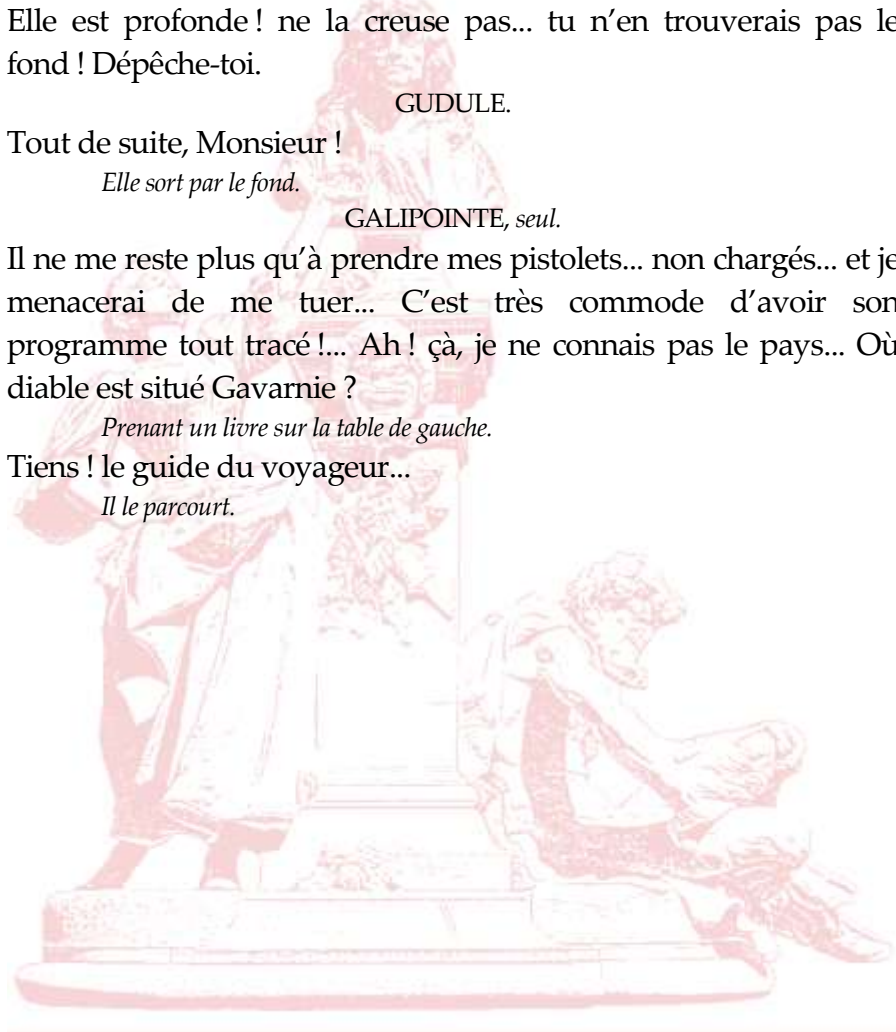 Elle est profonde ! ne la creuse pas... tu n’en trouverais pas le
fond ! Dépêche-toi.
GUDULE.
Tout de suite, Monsieur !
Elle sort par le fond.
GALIPOINTE, seul.
Il ne me reste plus qu’à prendre mes pistolets... non chargés... et je
menacerai de me tuer... C’est très commode d’avoir son
programme tout tracé !... Ah ! çà, je ne connais pas le pays... Où
diable est situé Gavarnie ?
Prenant un livre sur la table de gauche.
Tiens ! le guide du voyageur...
Il le parcourt.